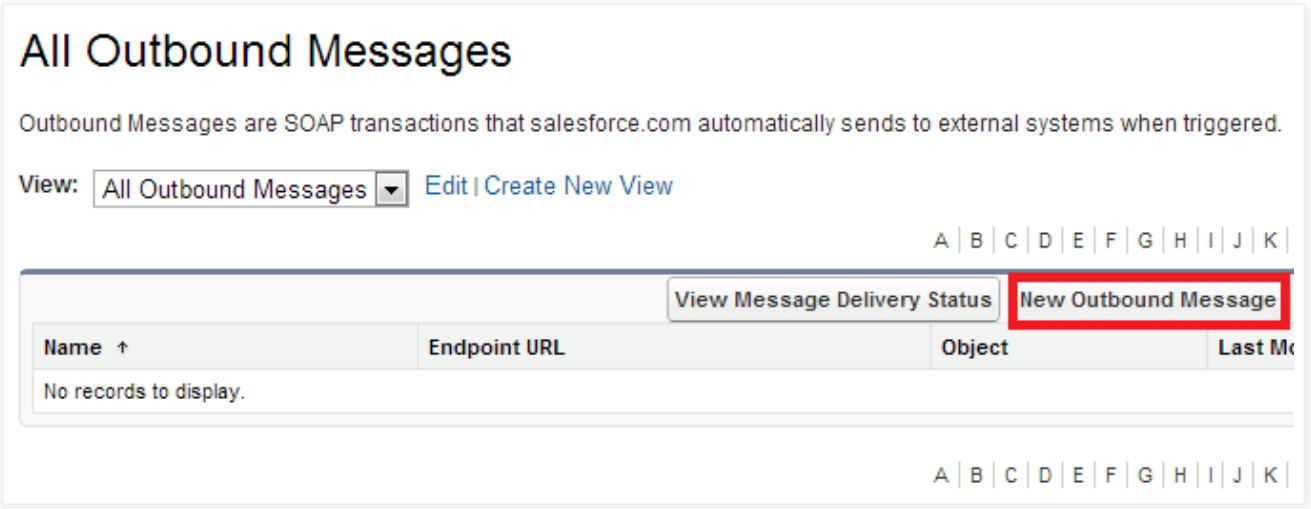 All Outbound Messages
Outbound Messages are SOAP transactions that salesforce.com automatically sends to external systems when triggered.
View: All Outbound Messages Edit | Create New View
A | B | C | D | E | F | G | H | I | J | K |
View Message Delivery Status New Outbound Message
Name ↑ Endpoint URL Object Last Mo
No records to display.
A | B | C | D | E | F | G | H | I | J | K |